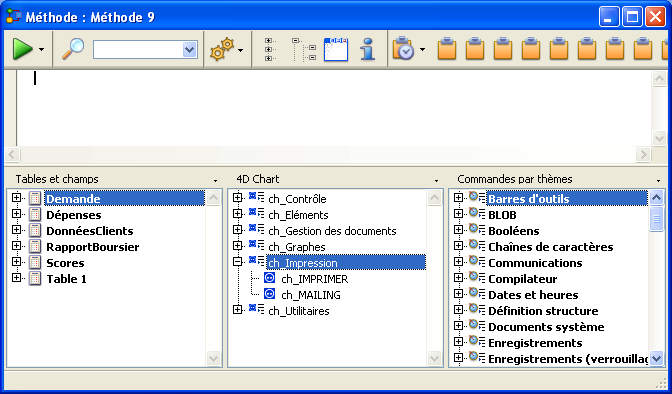 Méthode : Méthode 9
Tables et champs
Demande
Dépenses
DonnéesClients
RapportBoursier
Scores
Table 1
4D Chart
ch_Contrôle
ch_Eléments
ch_Gestion des documents
ch_Graphes
ch_Impression
ch_IMPRIMER
ch_MAILING
ch_Utilitaires
Commandes par thèmes
Barres d'outils
BLOB
Booléens
Chaînes de caractères
Communications
Compilateur
Dates et heures
Définition structure
Documents système
Enregistrements
Enregistrements (verrouillag